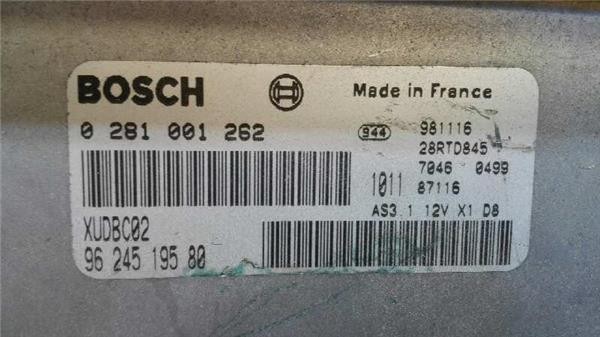 BOSCH
Made in France
0 281 001 262
944
981116
28RTD845
7046 0499
1011 87116
AS3.1 12V X1 D8
XUDBC02
96 245 195 80